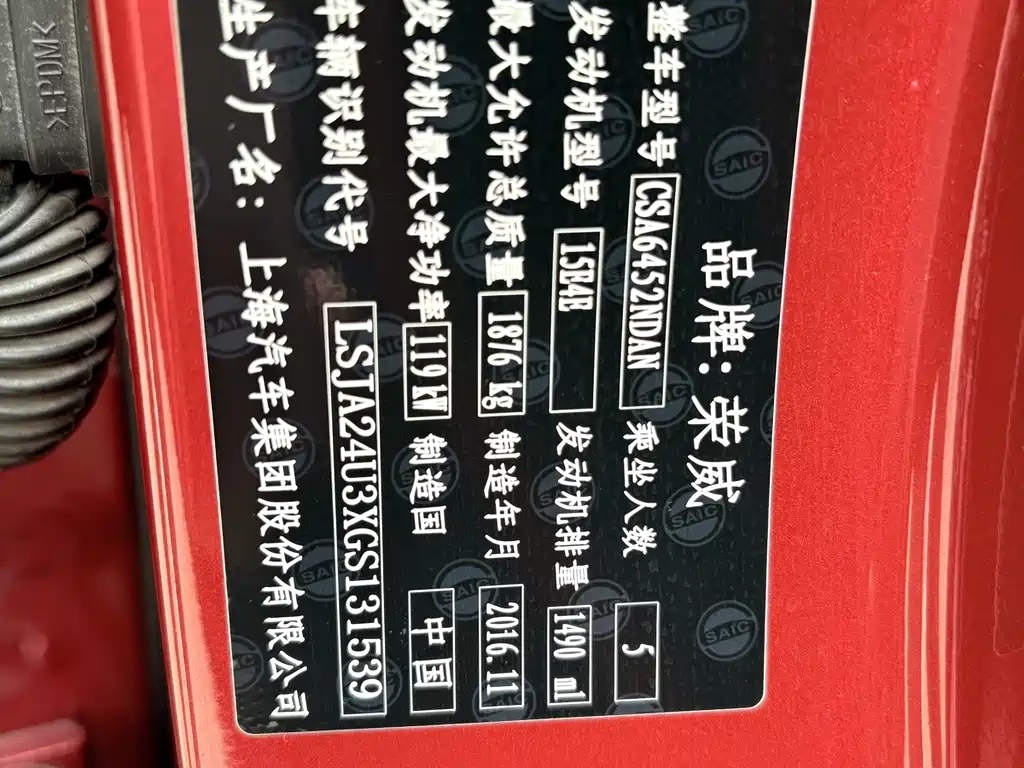 品牌: 荣威
整车型号 CSA6452NDAN 乘坐人数 5
发动机型号 15E4E 发动机排量 1490 ml
最大允许总质量 1876 kg 制造年月 2016.11
发动机最大净功率 119 kW 制造国 中国
车辆识别代号 LSJA24U3XGS131539
生产厂名: 上海汽车集团股份有限公司
>EPDM<
SAIC